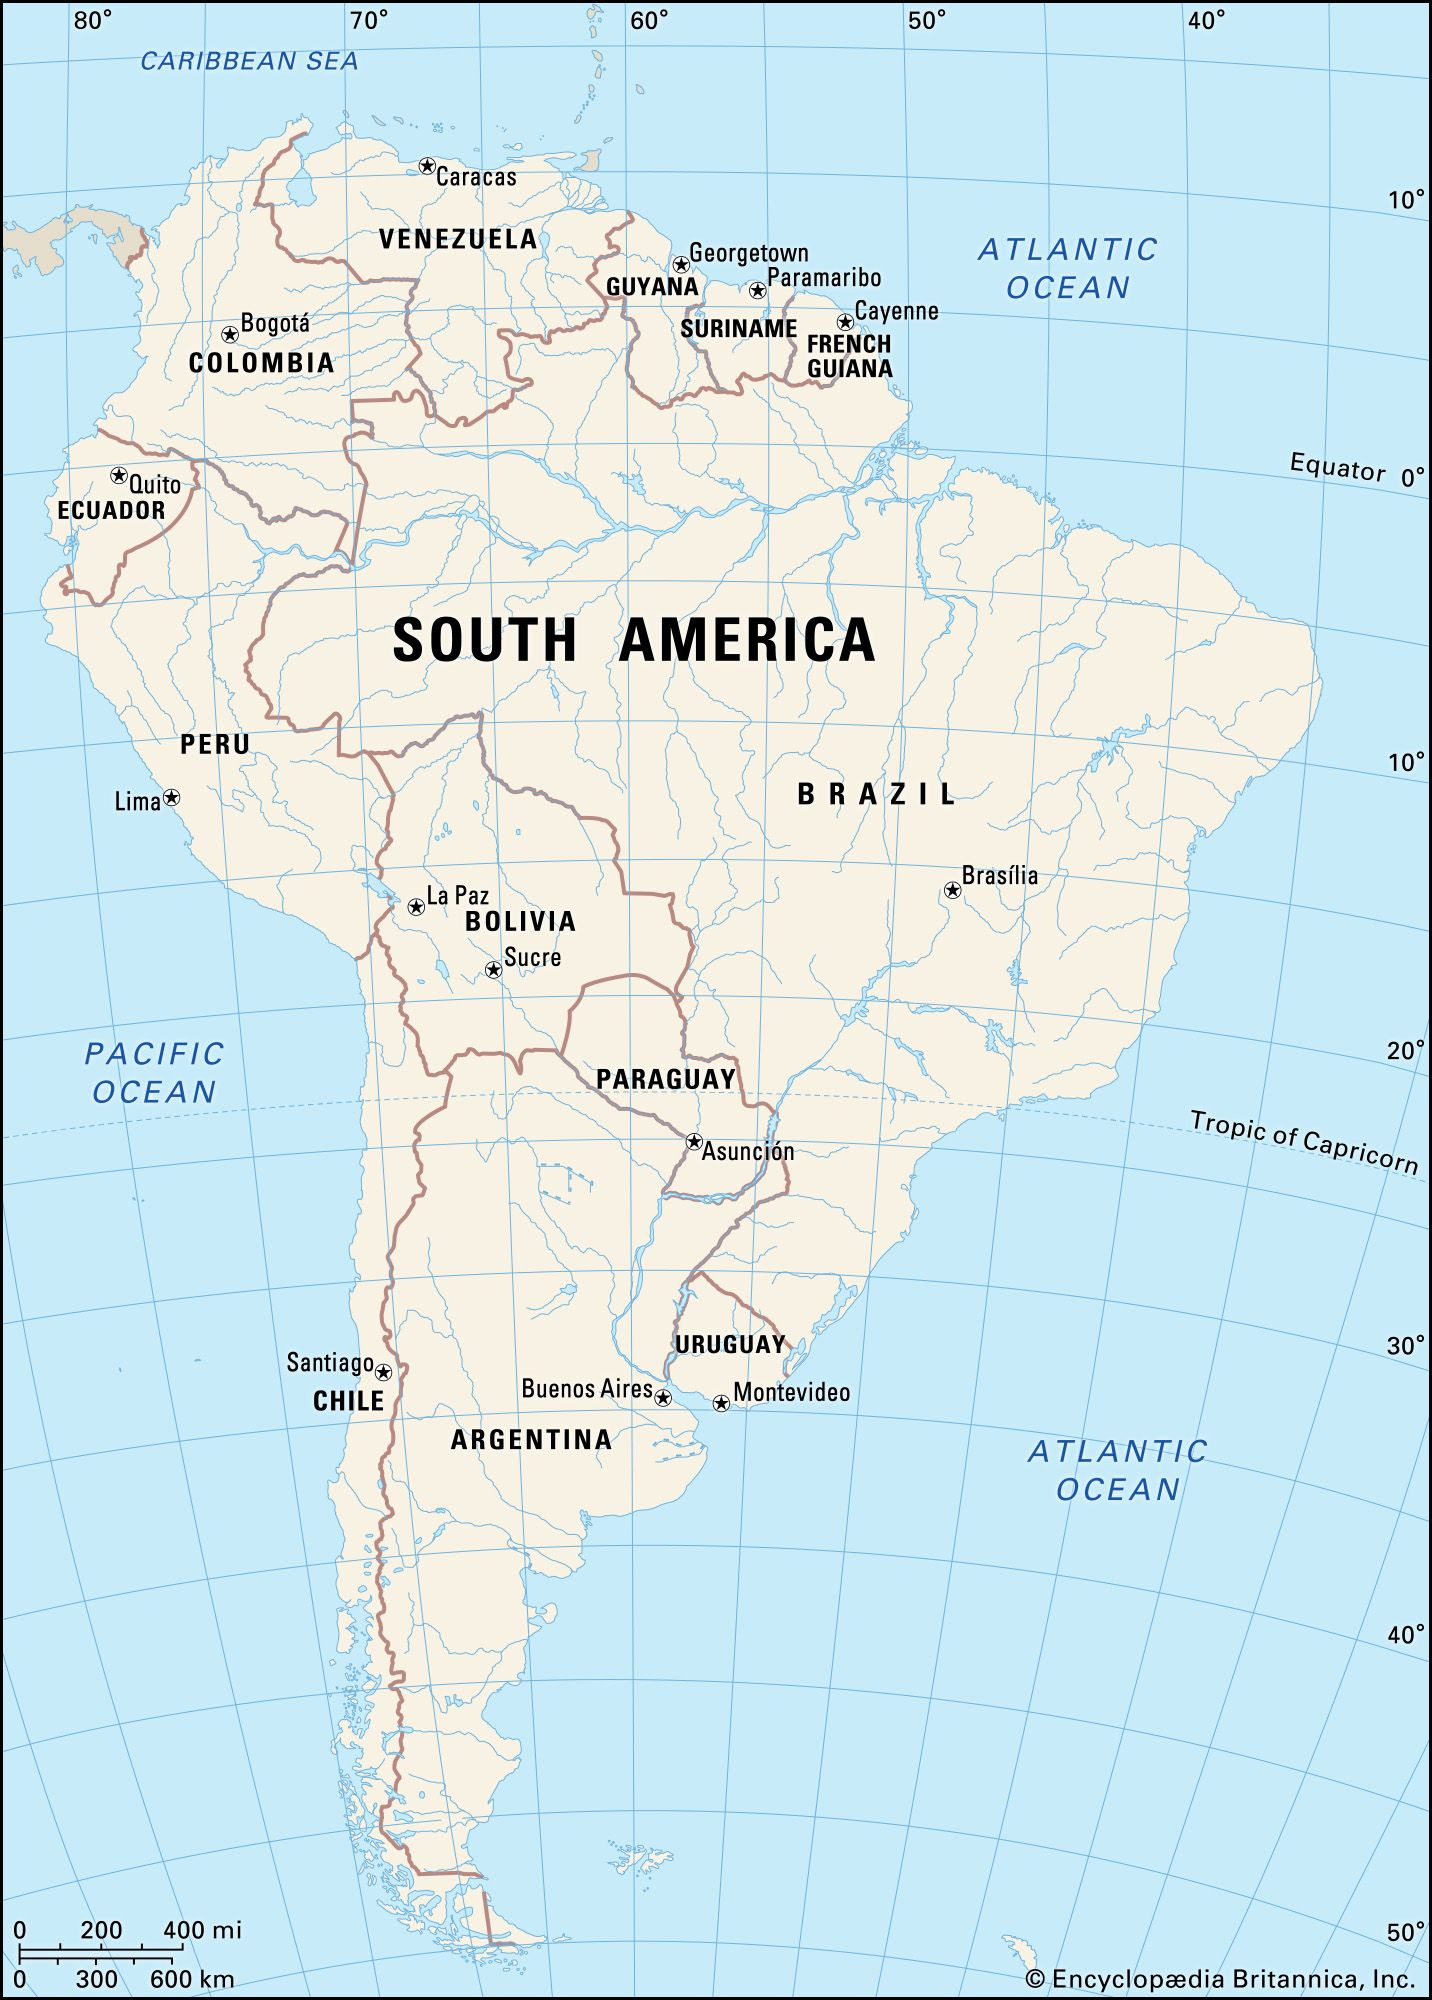 80°
70°
60°
50°
40°
CARIBBEAN SEA
Caracas
10°
VENEZUELA
ATLANTIC
OCEAN
Georgetown
Paramaribo
GUYANA
Cayenne
SURINAME
FRENCH
GUIANA
Bogotá
COLOMBIA
Equator 0°
Quito
ECUADOR
SOUTH AMERICA
PERU
10°
Lima
BRAZIL
Brasília
La Paz
BOLIVIA
Sucre
PACIFIC
OCEAN
20°
PARAGUAY
Tropic of Capricorn
Asunción
30°
URUGUAY
Santiago
CHILE
Buenos Aires
Montevideo
ARGENTINA
ATLANTIC
OCEAN
40°
50°
0 200 400 mi
0 300 600 km
© Encyclopædia Britannica, Inc.